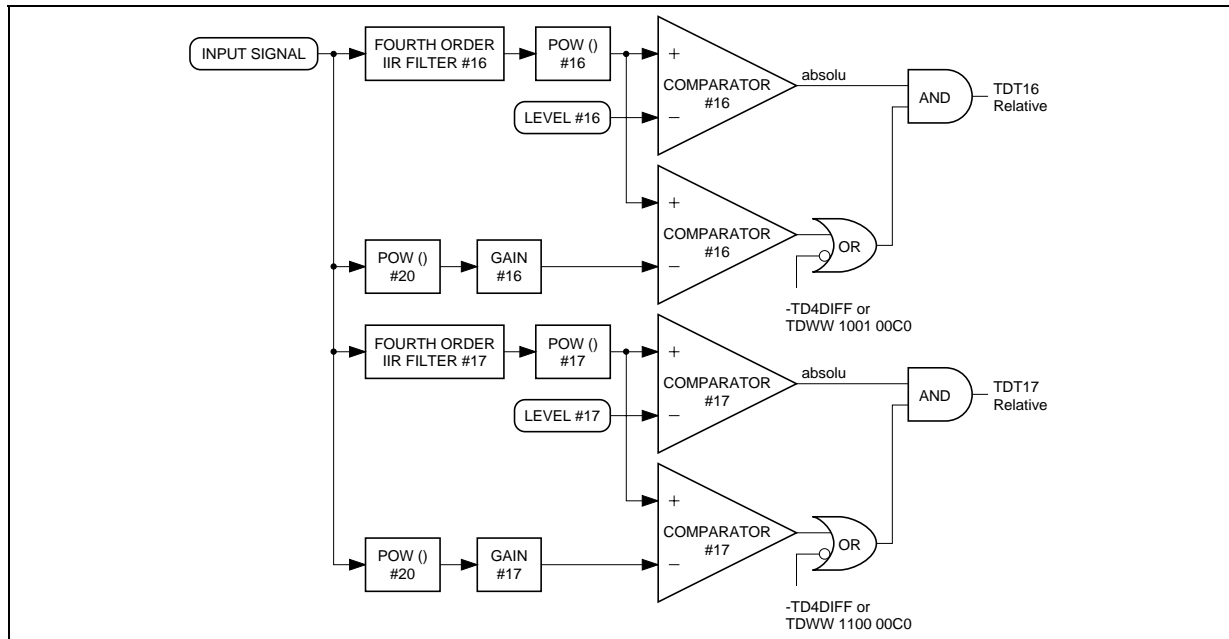 INPUT SIGNAL
FOURTH ORDER
IIR FILTER #16
POW ()
#16
+
COMPARATOR
#16
absolu
AND
TDT16
Relative
LEVEL #16
−
+
COMPARATOR
#16
OR
POW ()
#20
GAIN
#16
−
-TD4DIFF or
TDWW 1001 00C0
FOURTH ORDER
IIR FILTER #17
POW ()
#17
+
COMPARATOR
#17
absolu
AND
TDT17
Relative
LEVEL #17
−
+
COMPARATOR
#17
OR
POW ()
#20
GAIN
#17
−
-TD4DIFF or
TDWW 1100 00C0